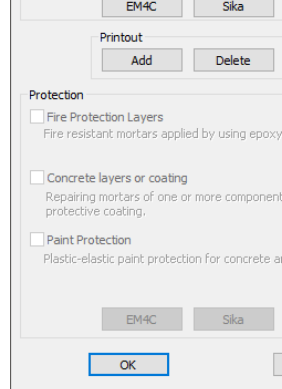 EM4C Sika
Printout
Add Delete
Protection
Fire Protection Layers
Fire resistant mortars applied by using epoxy
Concrete layers or coating
Repairing mortars of one or more component
protective coating.
Paint Protection
Plastic-elastic paint protection for concrete a
EM4C Sika
OK